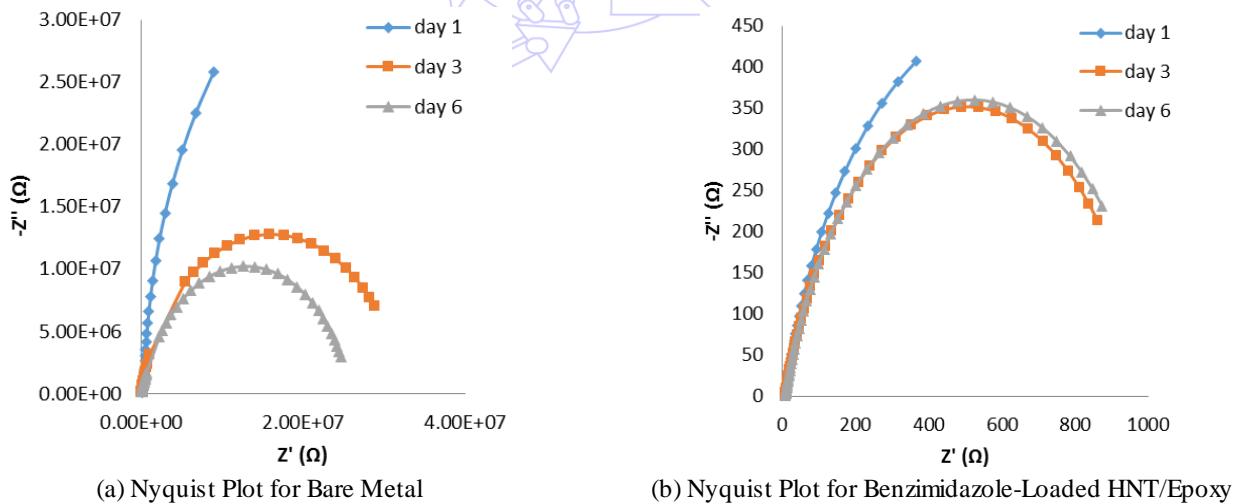 3.00E+07
2.50E+07
2.00E+07
1.50E+07
1.00E+07
5.00E+06
0.00E+00
-Z'' (Ω)
0.00E+00 2.00E+07 4.00E+07
Z' (Ω)
day 1
day 3
day 6
(a) Nyquist Plot for Bare Metal
450
400
350
300
250
200
150
100
50
0
-Z'' (Ω)
0 200 400 600 800 1000
Z' (Ω)
day 1
day 3
day 6
(b) Nyquist Plot for Benzimidazole-Loaded HNT/Epoxy